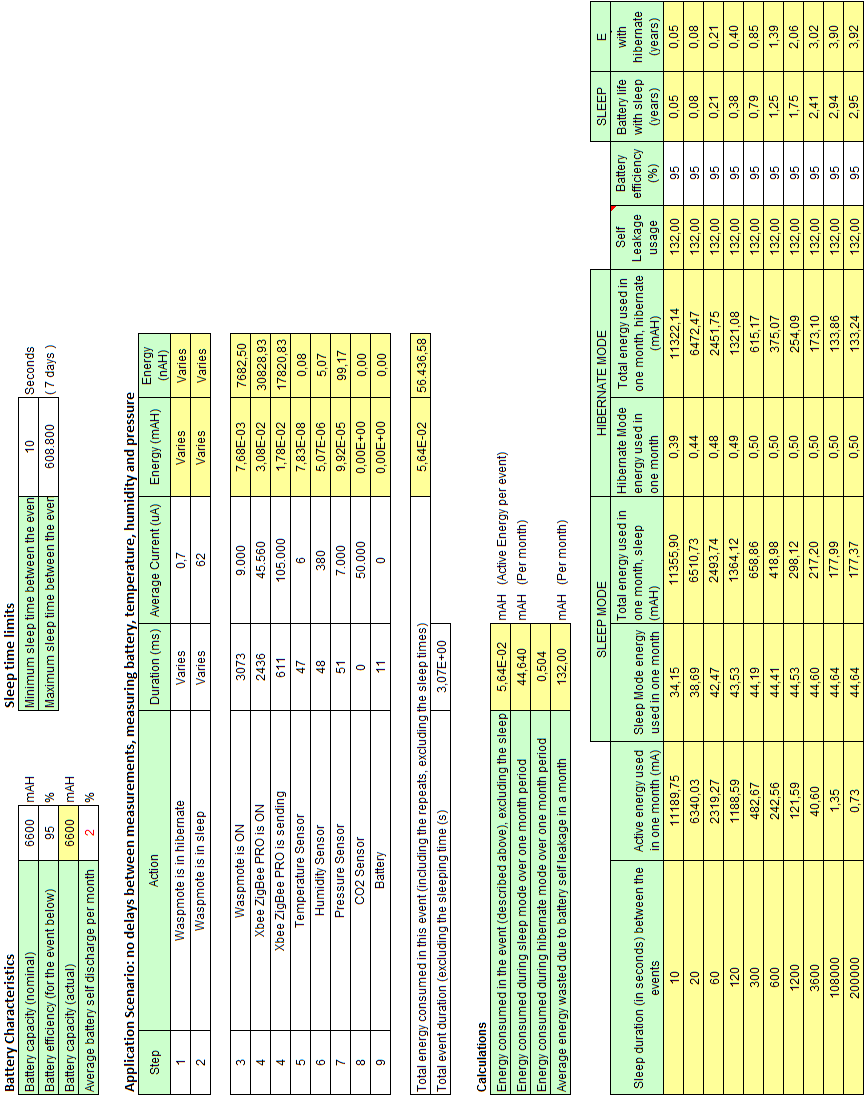 Battery Characteristics
Battery capacity (nominal) 6600 mAH
Battery efficiency (for the event below) 95 %
Battery capacity (actual) 6600 mAH
Average battery self discharge per month 2 %
Sleep time limits
Minimum sleep time between the even 10 Seconds
Maximum sleep time between the even 608.800 ( 7 days )
Application Scenario: no delays between measurements, measuring battery, temperature, humidity and pressure
Step Action Duration (ms) Average Current (uA) Energy (mAH) Energy (nAH)
1 Waspmote is in hibernate Varies 0,7 Varies Varies
2 Waspmote is in sleep Varies 62 Varies Varies
3 Waspmote is ON 3073 9.000 7,68E-03 7682,50
4 Xbee ZigBee PRO is ON 2436 45.560 3,08E-02 30828,93
4 Xbee ZigBee PRO is sending 611 105.000 1,78E-02 17820,83
5 Temperature Sensor 47 6 7,83E-08 0,08
6 Humidity Sensor 48 380 5,07E-06 5,07
7 Pressure Sensor 51 7.000 9,92E-05 99,17
8 CO2 Sensor 0 50.000 0,00E+00 0,00
9 Battery 11 0 0,00E+00 0,00
Total energy consumed in this event (including the repeats, excluding the sleep times) 5,64E-02 56.436,58
Total event duration (excluding the sleeping time) (s) 3,07E+00
Calculations
Energy consumed in the event (described above), excluding the sleep 5,64E-02 mAH (Active Energy per event)
Energy consumed during sleep mode over one month period 44,640 mAH (Per month)
Energy consumed during hibernate mode over one month period 0,504 mAH (Per month)
Average energy wasted due to battery self leakage in a month 132,00 mAH (Per month)
SLEEP MODE HIBERNATE MODE SLEEP E
Sleep duration (in seconds) between the events Active energy used in one month (mA) Sleep Mode energy used in one month Total energy used in one month, sleep (mAH) Hibernate Mode energy used in one month Total energy used in one month, hibernate (mAH) Self Leakage usage Battery efficiency (%) Battery life with sleep (years) with hibernate (years)
10 11189,75 34,15 11355,90 0,39 11322,14 132,00 95 0,05 0,05
20 6340,03 38,69 6510,73 0,44 6472,47 132,00 95 0,08 0,08
60 2319,27 42,47 2493,74 0,48 2451,75 132,00 95 0,21 0,21
120 1188,59 43,53 1364,12 0,49 1321,08 132,00 95 0,38 0,40
300 482,67 44,19 658,86 0,50 615,17 132,00 95 0,79 0,85
600 242,56 44,41 418,98 0,50 375,07 132,00 95 1,25 1,39
1200 121,59 44,53 298,12 0,50 254,09 132,00 95 1,75 2,06
3600 40,60 44,60 217,20 0,50 173,10 132,00 95 2,41 3,02
108000 1,35 44,64 177,99 0,50 133,86 132,00 95 2,94 3,90
200000 0,73 44,64 177,37 0,50 133,24 132,00 95 2,95 3,92